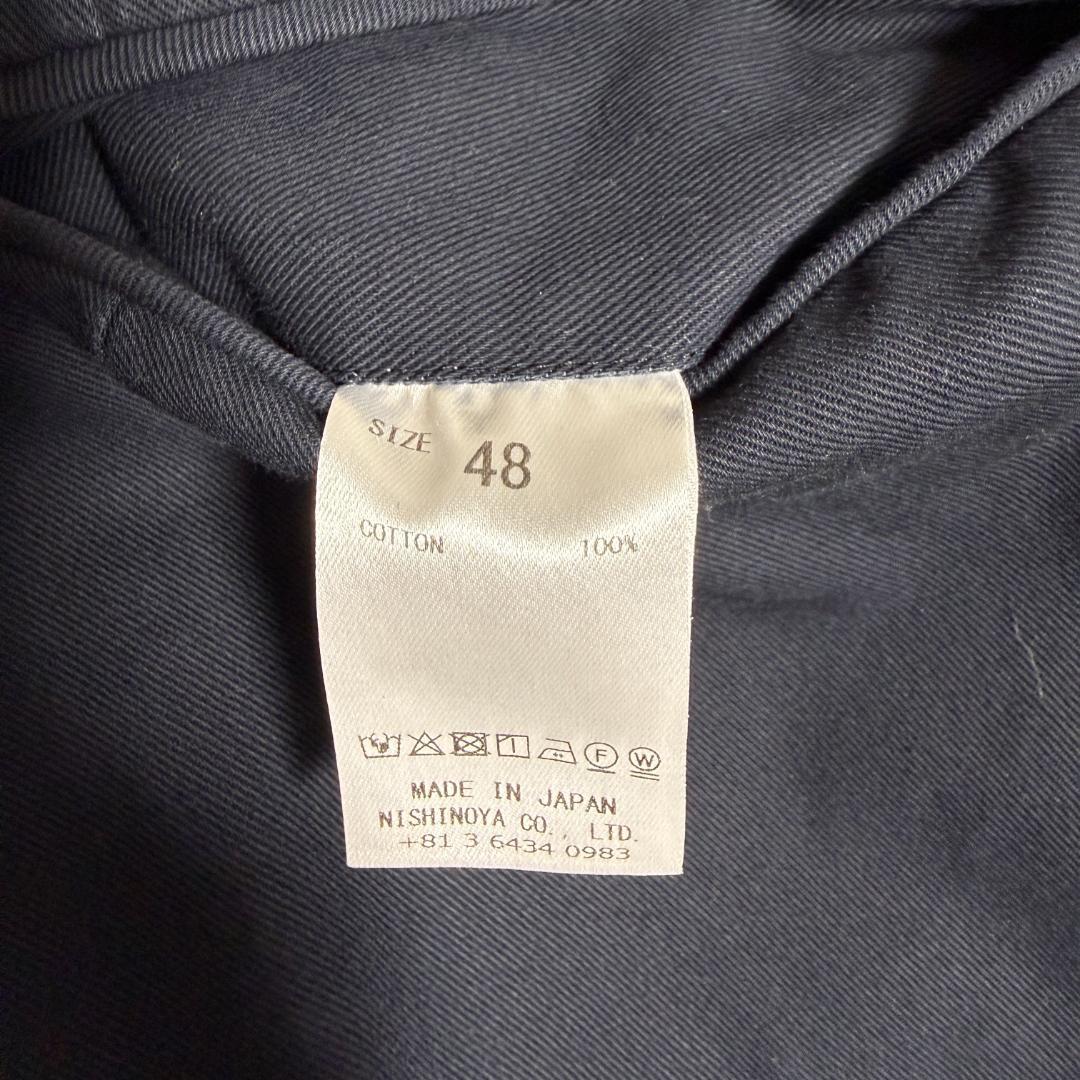 SIZE 48
COTTON 100%
F W
MADE IN JAPAN
NISHINOYA CO., LTD.
+81 3 6434 0983